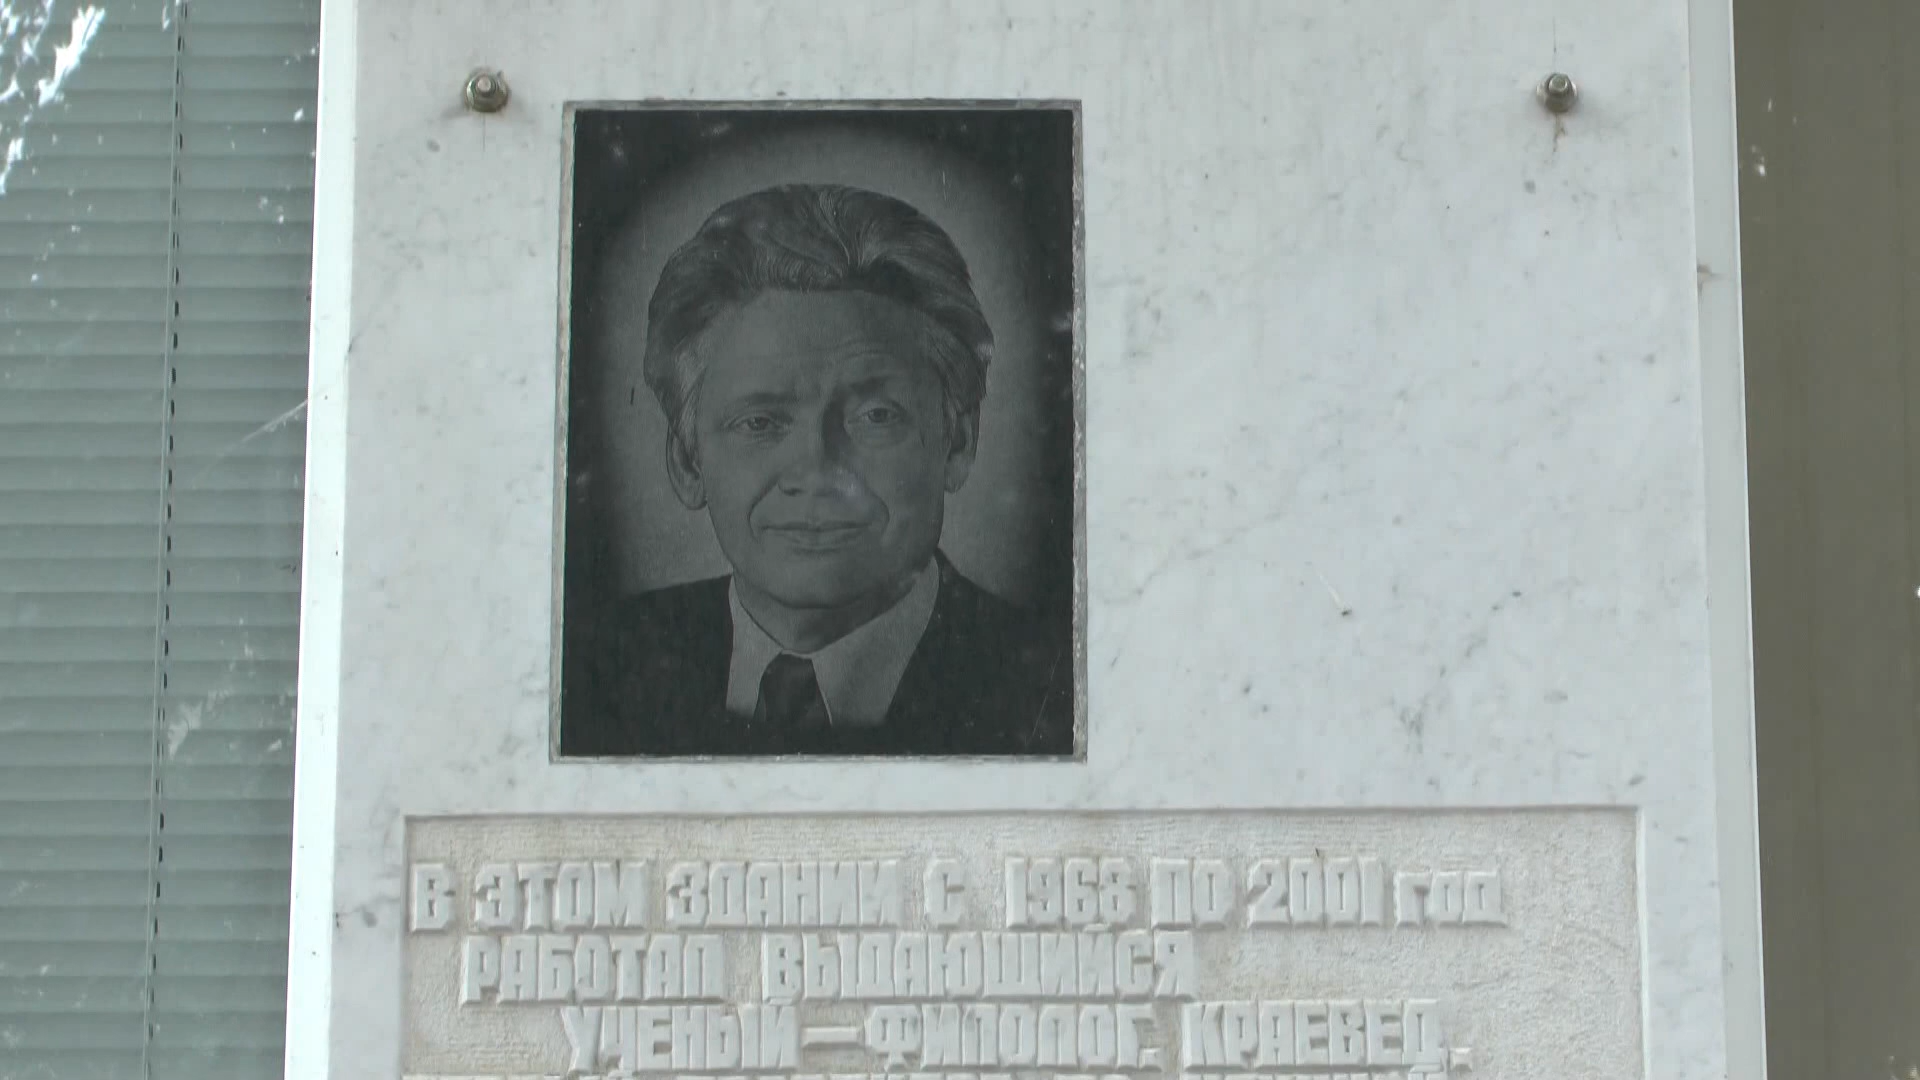 В ЭТОМ ЗДАНИИ С 1968 ПО 2001 год
РАБОТАЛ ВЫДАЮЩИЙСЯ
УЧЕНЫЙ – ФИЛОЛОГ, КРАЕВЕД,